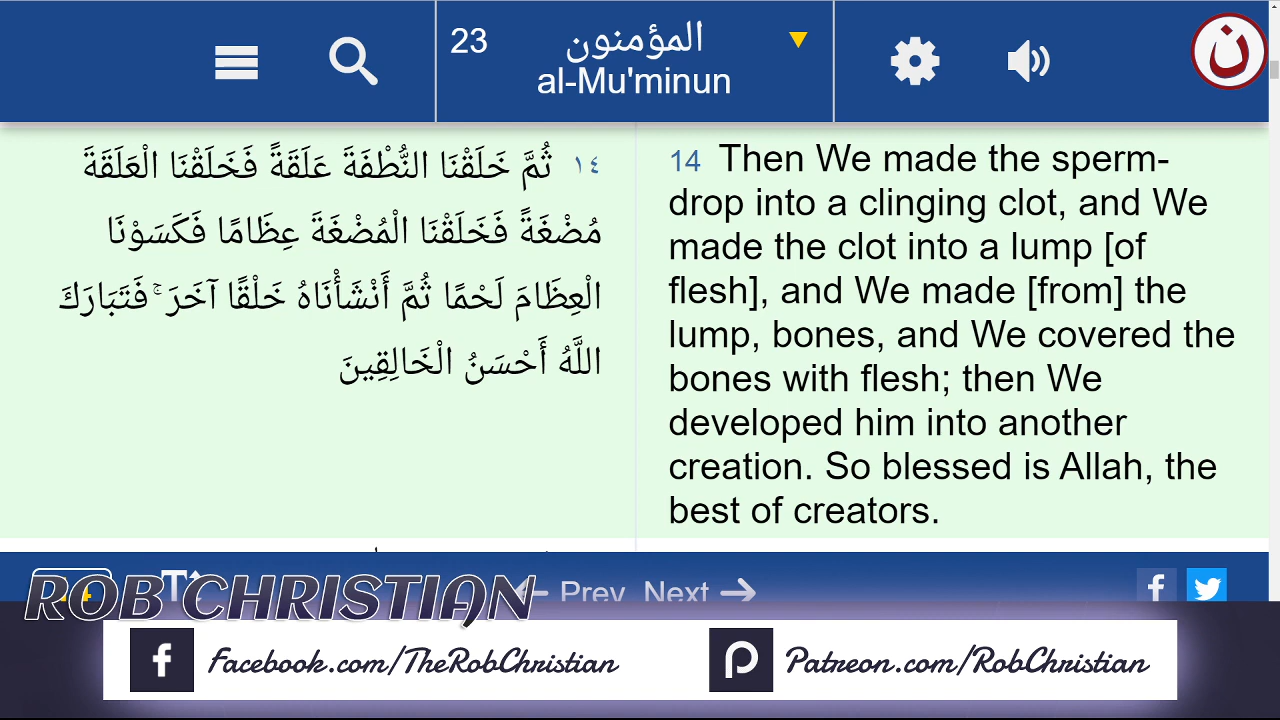 23
المؤمنون
al-Mu'minun
ن
١٤ ثُمَّ خَلَقْنَا النُّطْفَةَ عَلَقَةً فَخَلَقْنَا الْعَلَقَةَ
مُضْغَةً فَخَلَقْنَا الْمُضْغَةَ عِظَامًا فَكَسَوْنَا
الْعِظَامَ لَحْمًا ثُمَّ أَنْشَأْنَاهُ خَلْقًا آخَرَ ۚ فَتَبَارَكَ
اللَّهُ أَحْسَنُ الْخَالِقِينَ
14 Then We made the sperm-
drop into a clinging clot, and We
made the clot into a lump [of
flesh], and We made [from] the
lump, bones, and We covered the
bones with flesh; then We
developed him into another
creation. So blessed is Allah, the
best of creators.
Prev Next
ROB CHRISTIAN
Facebook.com/TheRobChristian
Patreon.com/RobChristian